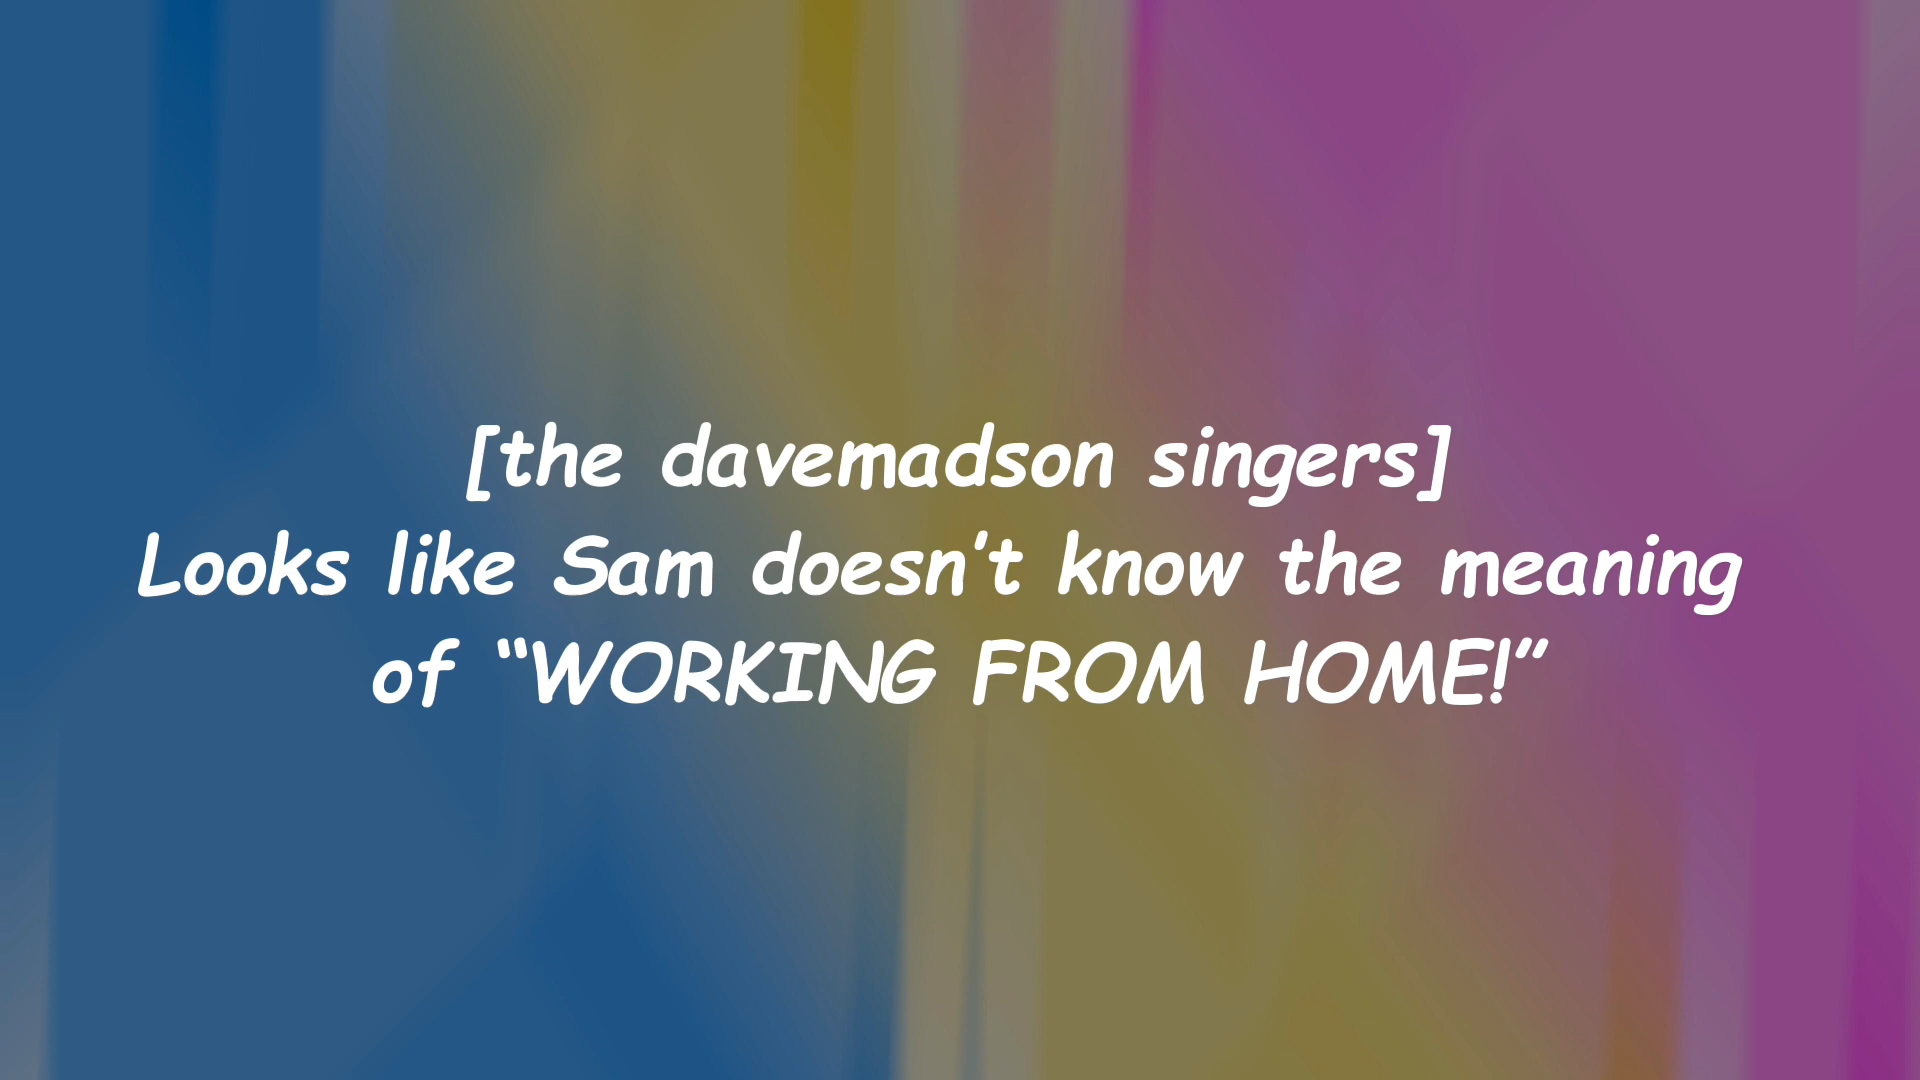 [the davemadson singers]
Looks like Sam doesn’t know the meaning
of “WORKING FROM HOME!”